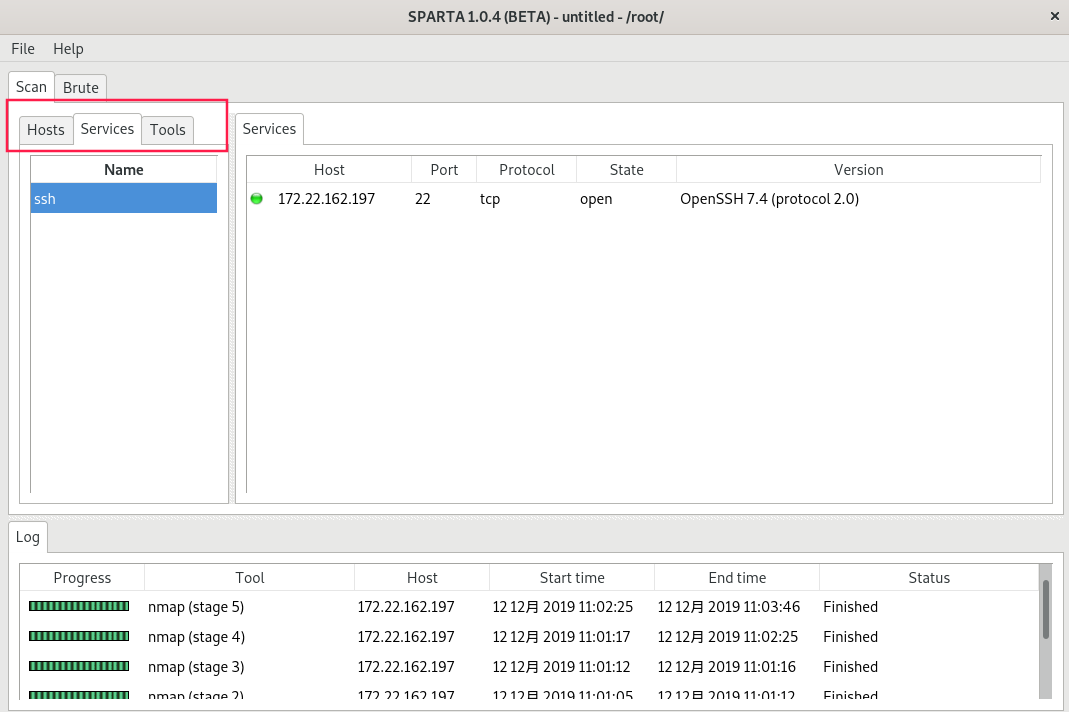 SPARTA 1.0.4 (BETA) - untitled - /root/ ×
File Help
Scan Brute
Hosts Services Tools
Name
ssh
Services
Host Port Protocol State Version
172.22.162.197 22 tcp open OpenSSH 7.4 (protocol 2.0)
Log
Progress Tool Host Start time End time Status
nmap (stage 5) 172.22.162.197 12 12月 2019 11:02:25 12 12月 2019 11:03:46 Finished
nmap (stage 4) 172.22.162.197 12 12月 2019 11:01:17 12 12月 2019 11:02:25 Finished
nmap (stage 3) 172.22.162.197 12 12月 2019 11:01:12 12 12月 2019 11:01:16 Finished
nmap (stage 2) 172.22.162.197 12 12月 2019 11:01:05 12 12月 2019 11:01:12 Finished